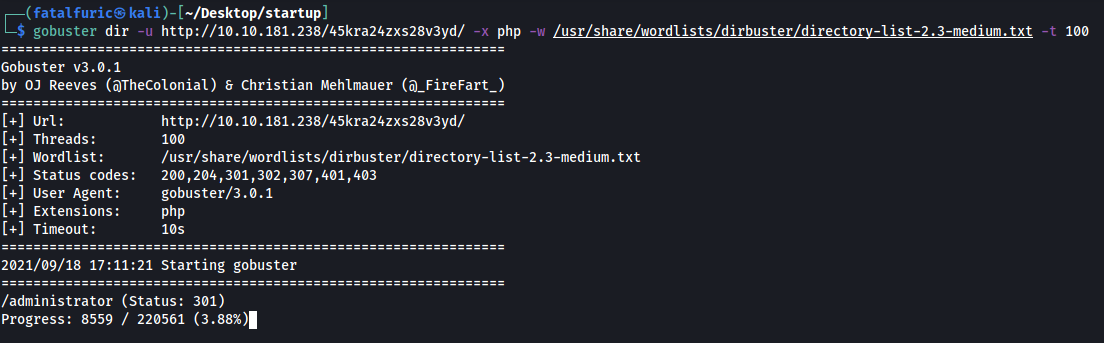 ┌──(fatalfuric㉿kali)-[~/Desktop/startup]
└─$ gobuster dir -u http://10.10.181.238/45kra24zxs28v3yd/ -x php -w /usr/share/wordlists/dirbuster/directory-list-2.3-medium.txt -t 100
===============================================================
Gobuster v3.0.1
by OJ Reeves (@TheColonial) & Christian Mehlmauer (@_FireFart_)
===============================================================
[+] Url:            http://10.10.181.238/45kra24zxs28v3yd/
[+] Threads:        100
[+] Wordlist:       /usr/share/wordlists/dirbuster/directory-list-2.3-medium.txt
[+] Status codes:   200,204,301,302,307,401,403
[+] User Agent:     gobuster/3.0.1
[+] Extensions:     php
[+] Timeout:        10s
===============================================================
2021/09/18 17:11:21 Starting gobuster
===============================================================
/administrator (Status: 301)
Progress: 8559 / 220561 (3.88%)